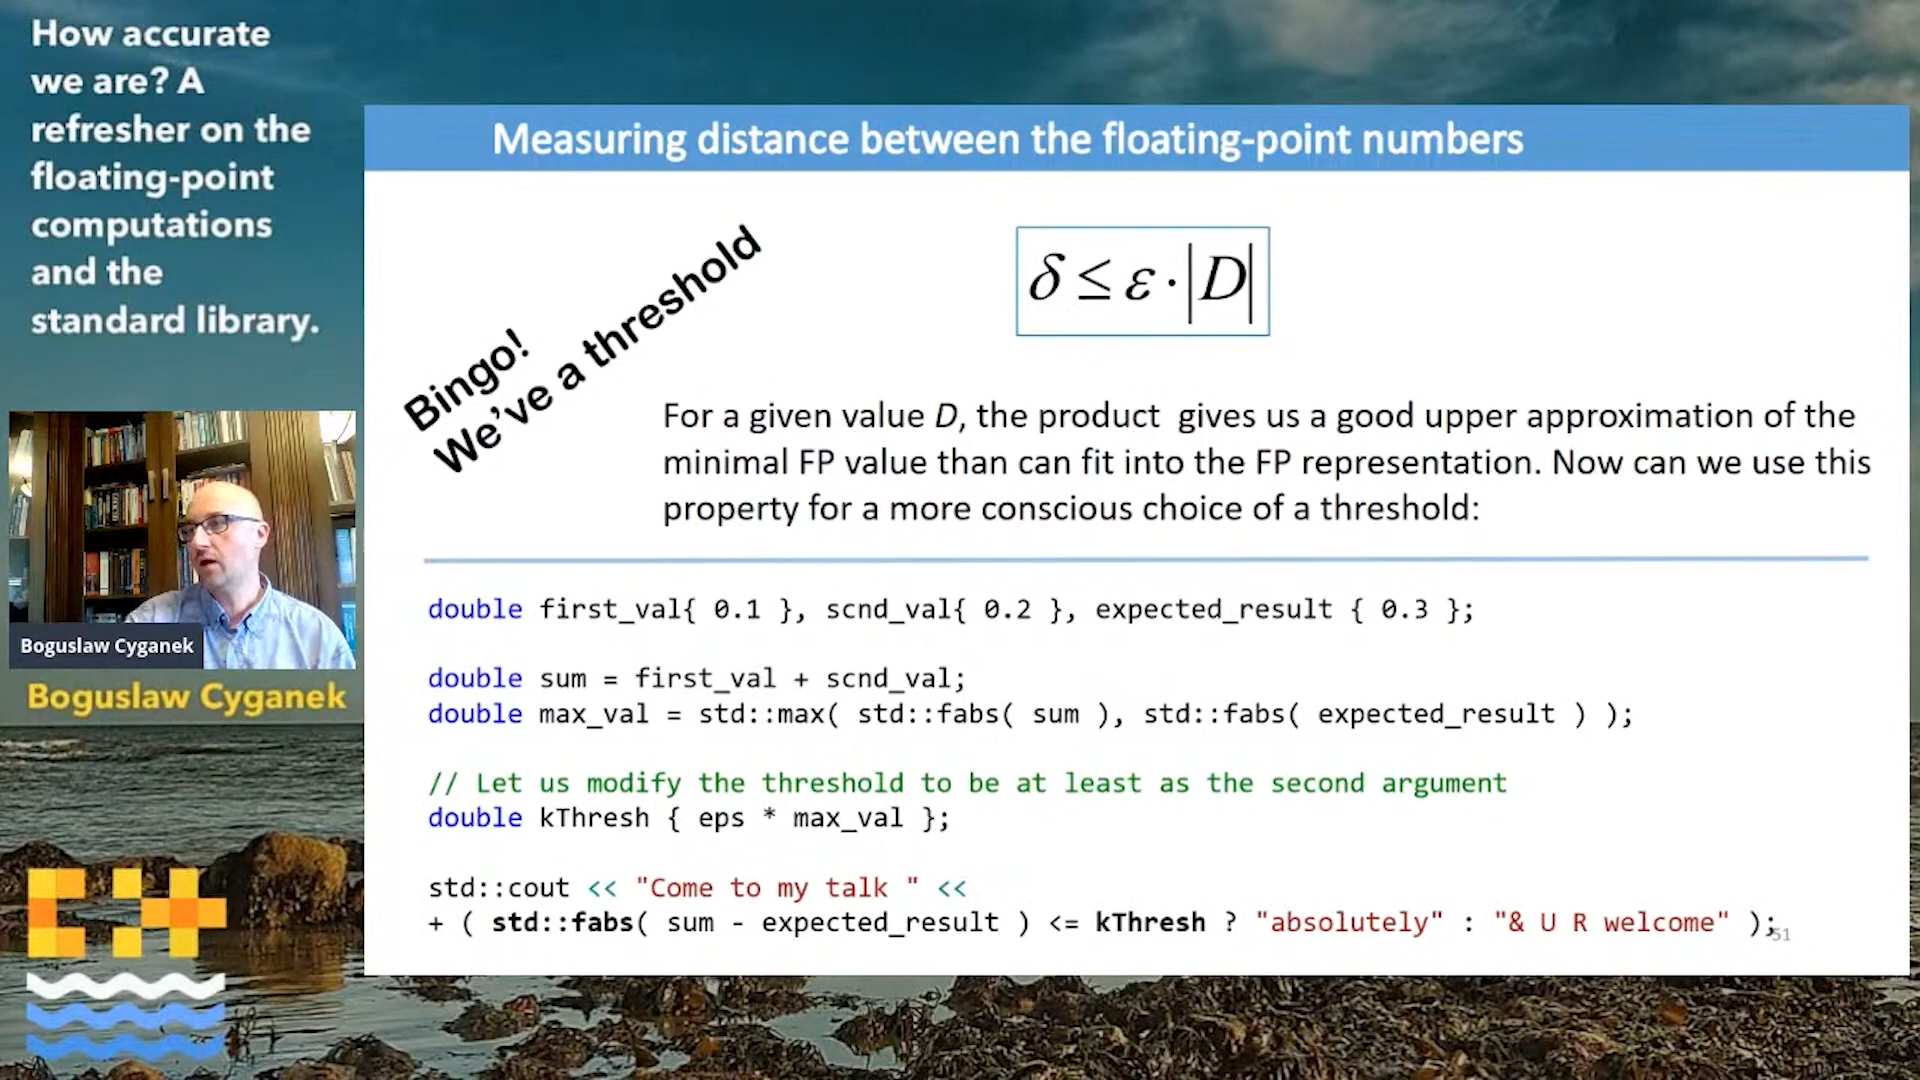 How accurate
we are? A
refresher on the
floating-point
computations
and the
standard library.
Boguslaw Cyganek
Boguslaw Cyganek
Measuring distance between the floating-point numbers
Bingo!
We've a threshold
δ ≤ ε·|D|
For a given value D, the product gives us a good upper approximation of the
minimal FP value than can fit into the FP representation. Now can we use this
property for a more conscious choice of a threshold:
double first_val{ 0.1 }, scnd_val{ 0.2 }, expected_result { 0.3 };
double sum = first_val + scnd_val;
double max_val = std::max( std::fabs( sum ), std::fabs( expected_result ) );
// Let us modify the threshold to be at least as the second argument
double kThresh { eps * max_val };
std::cout << "Come to my talk " <<
+ ( std::fabs( sum - expected_result ) <= kThresh ? "absolutely" : "& U R welcome" );
51